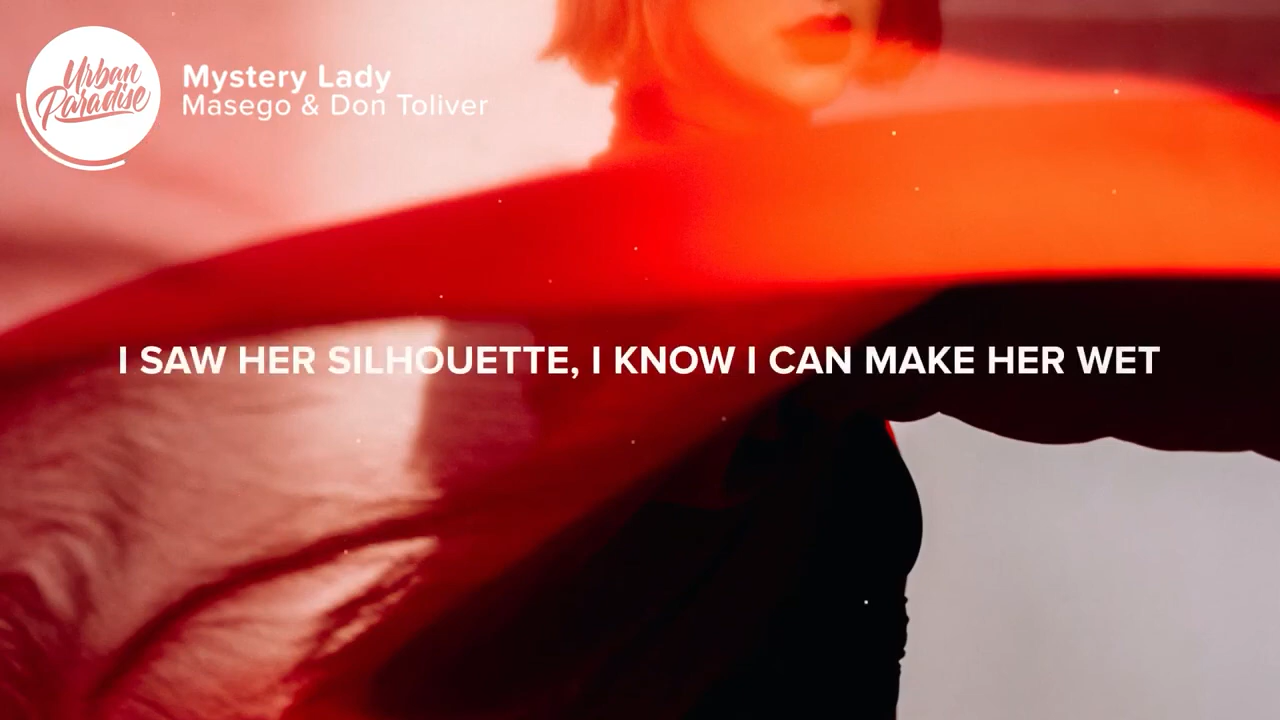 Urban
Paradise
Mystery Lady
Masego & Don Toliver
I SAW HER SILHOUETTE, I KNOW I CAN MAKE HER WET